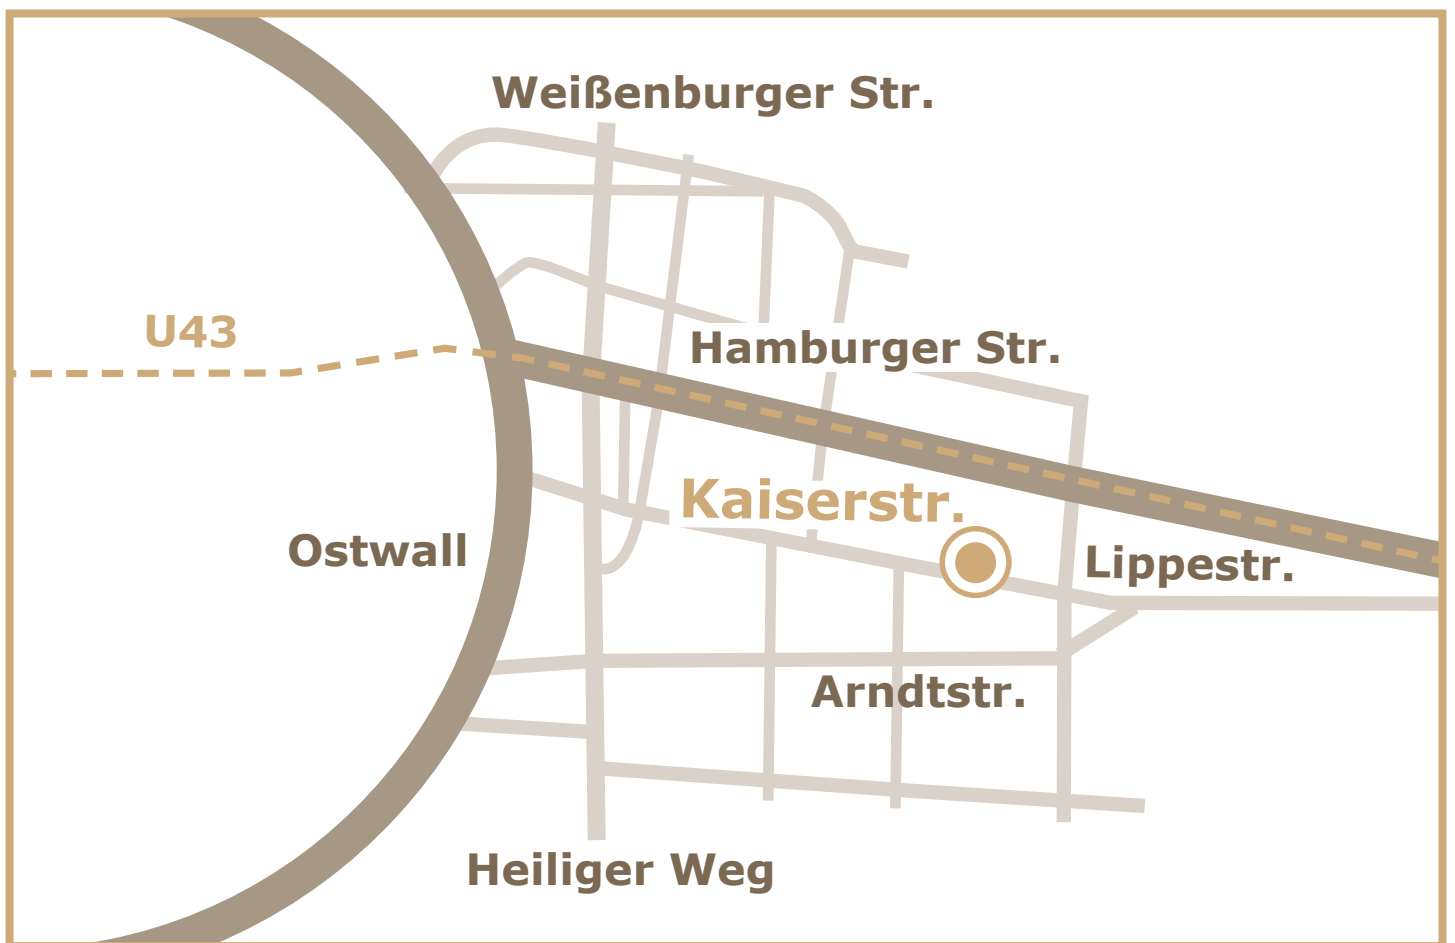 Weißenburger Str.
U43
Hamburger Str.
Kaiserstr.
Ostwall
Lippestr.
Arndtstr.
Heiliger Weg